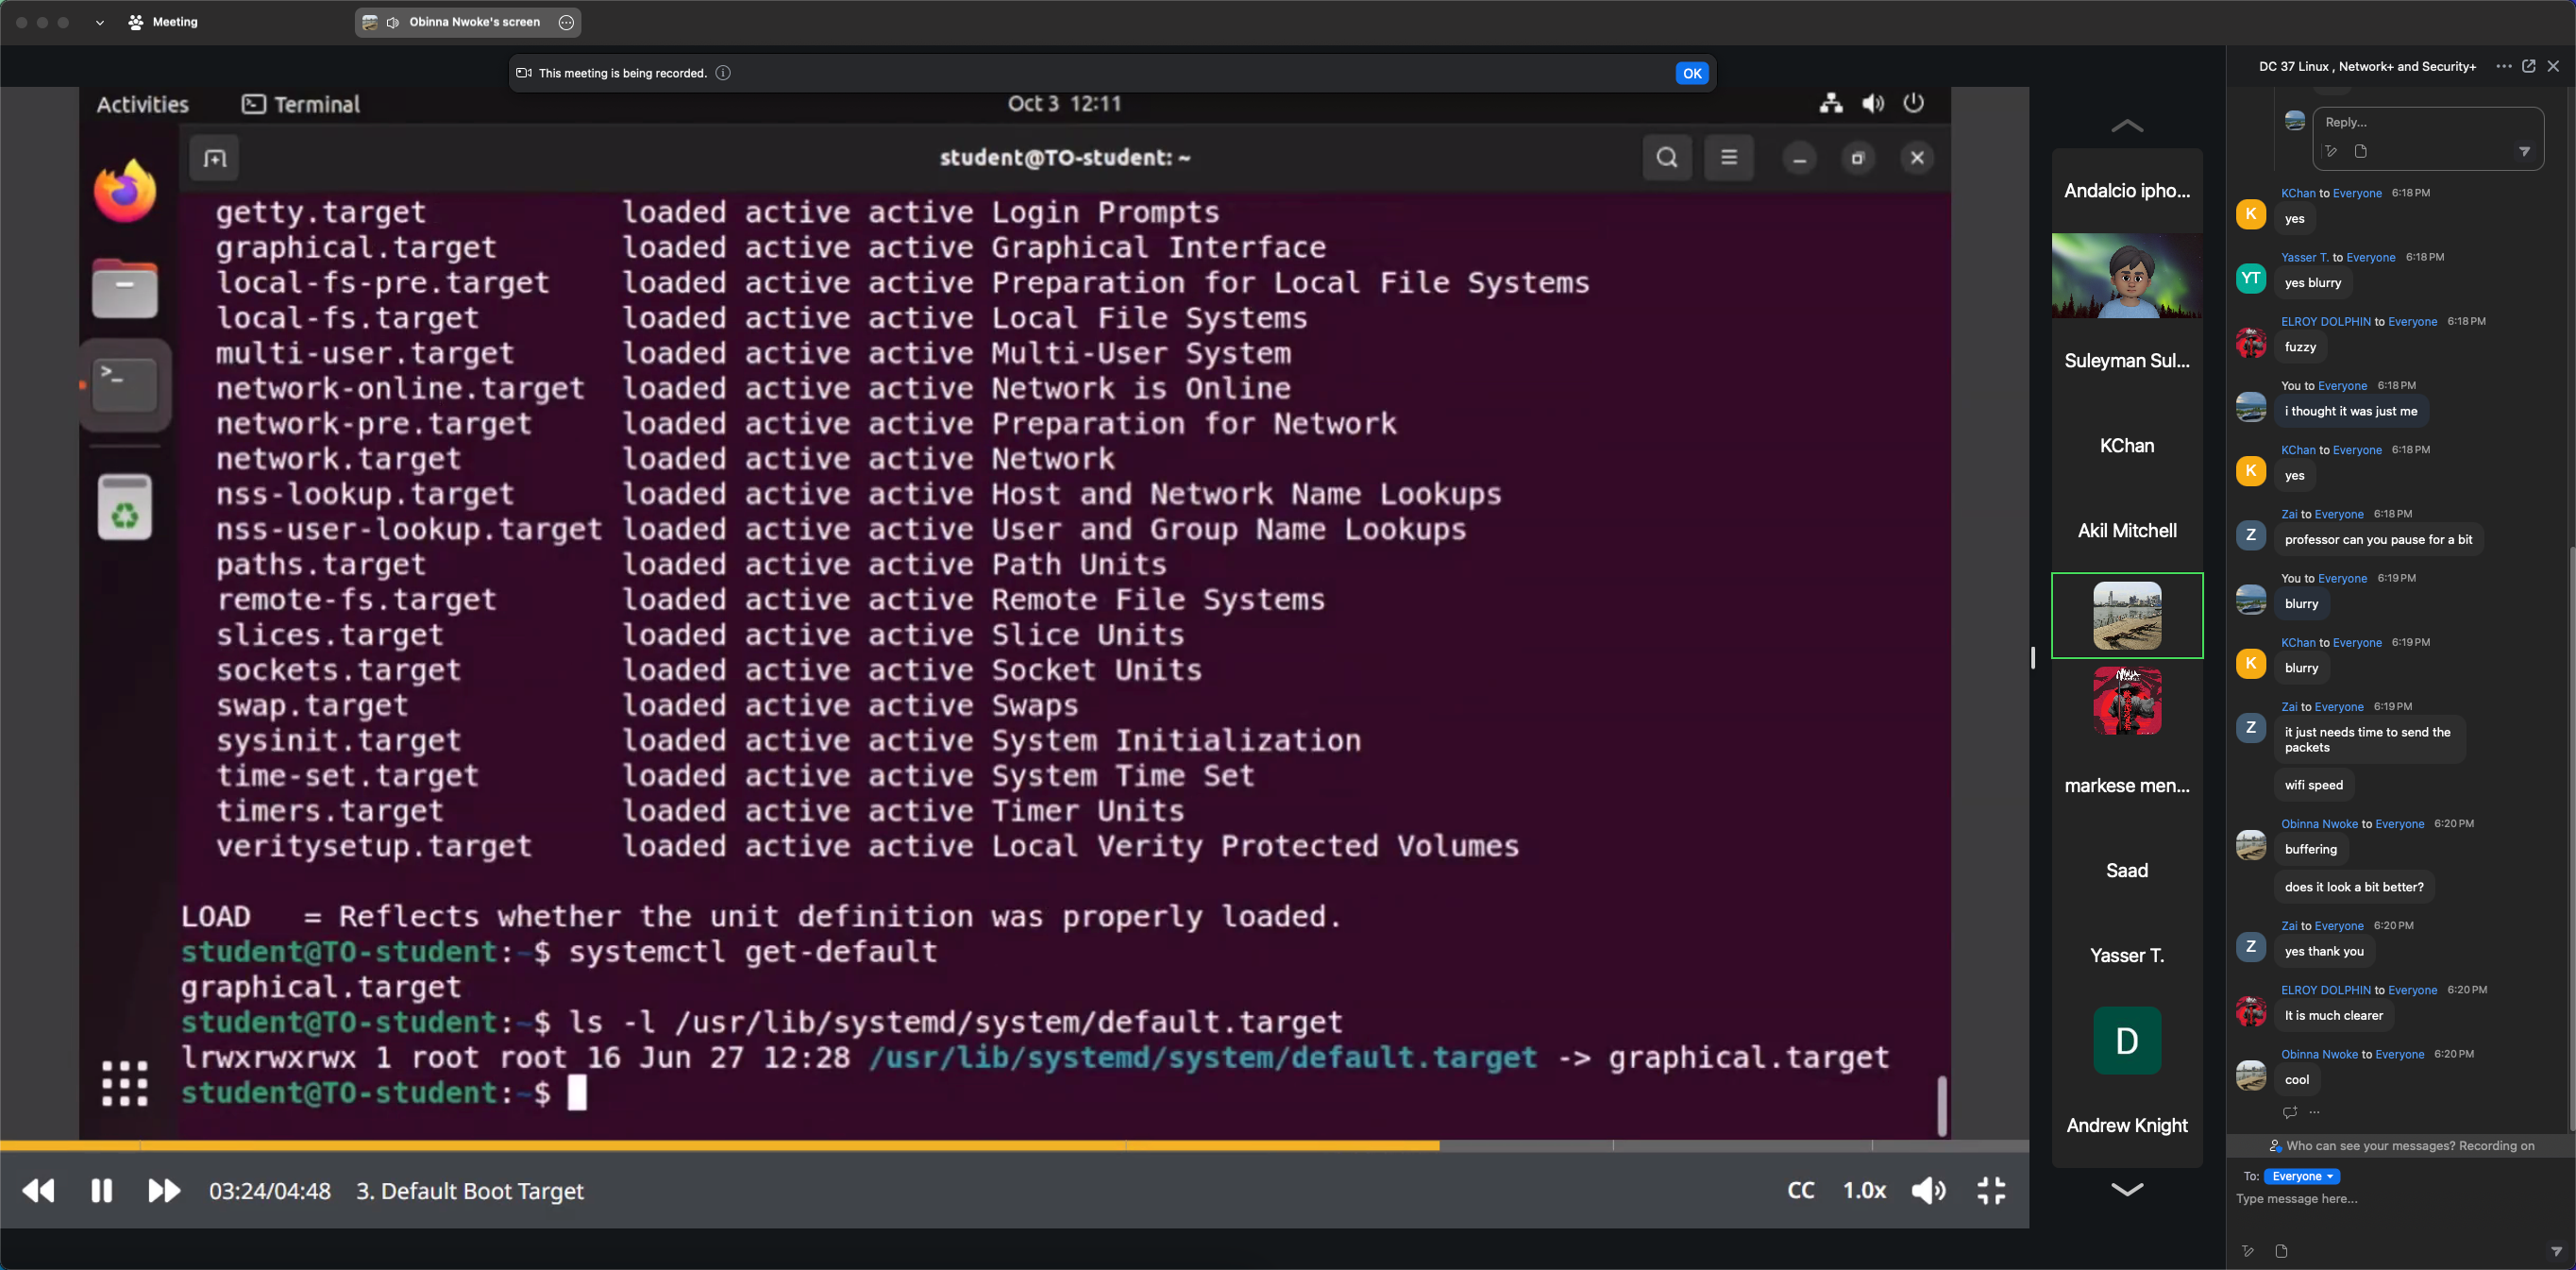 Meeting
Obinna Nwoke's screen
This meeting is being recorded.
OK
Activities
Terminal
Oct 3 12:11
student@TO-student: ~
getty.target loaded active active Login Prompts
graphical.target loaded active active Graphical Interface
local-fs-pre.target loaded active active Preparation for Local File Systems
local-fs.target loaded active active Local File Systems
multi-user.target loaded active active Multi-User System
network-online.target loaded active active Network is Online
network-pre.target loaded active active Preparation for Network
network.target loaded active active Network
nss-lookup.target loaded active active Host and Network Name Lookups
nss-user-lookup.target loaded active active User and Group Name Lookups
paths.target loaded active active Path Units
remote-fs.target loaded active active Remote File Systems
slices.target loaded active active Slice Units
sockets.target loaded active active Socket Units
swap.target loaded active active Swaps
sysinit.target loaded active active System Initialization
time-set.target loaded active active System Time Set
timers.target loaded active active Timer Units
veritysetup.target loaded active active Local Verity Protected Volumes
LOAD = Reflects whether the unit definition was properly loaded.
student@TO-student:~$ systemctl get-default
graphical.target
student@TO-student:~$ ls -l /usr/lib/systemd/system/default.target
lrwxrwxrwx 1 root root 16 Jun 27 12:28 /usr/lib/systemd/system/default.target -> graphical.target
student@TO-student:~$
03:24/04:48
3. Default Boot Target
CC
1.0x
Andalcio ipho...
Suleyman Sul...
KChan
Akil Mitchell
NINJA
markese men...
Saad
Yasser T.
D
Andrew Knight
DC 37 Linux , Network+ and Security+
Reply...
KChan to Everyone 6:18 PM
K
yes
Yasser T. to Everyone 6:18 PM
YT
yes blurry
ELROY DOLPHIN to Everyone 6:18 PM
fuzzy
You to Everyone 6:18 PM
i thought it was just me
KChan to Everyone 6:18 PM
K
yes
Zai to Everyone 6:18 PM
Z
professor can you pause for a bit
You to Everyone 6:19 PM
blurry
KChan to Everyone 6:19 PM
K
blurry
Zai to Everyone 6:19 PM
Z
it just needs time to send the
packets
wifi speed
Obinna Nwoke to Everyone 6:20 PM
buffering
does it look a bit better?
Zai to Everyone 6:20 PM
Z
yes thank you
ELROY DOLPHIN to Everyone 6:20 PM
It is much clearer
Obinna Nwoke to Everyone 6:20 PM
cool
Who can see your messages? Recording on
To: Everyone
Type message here...